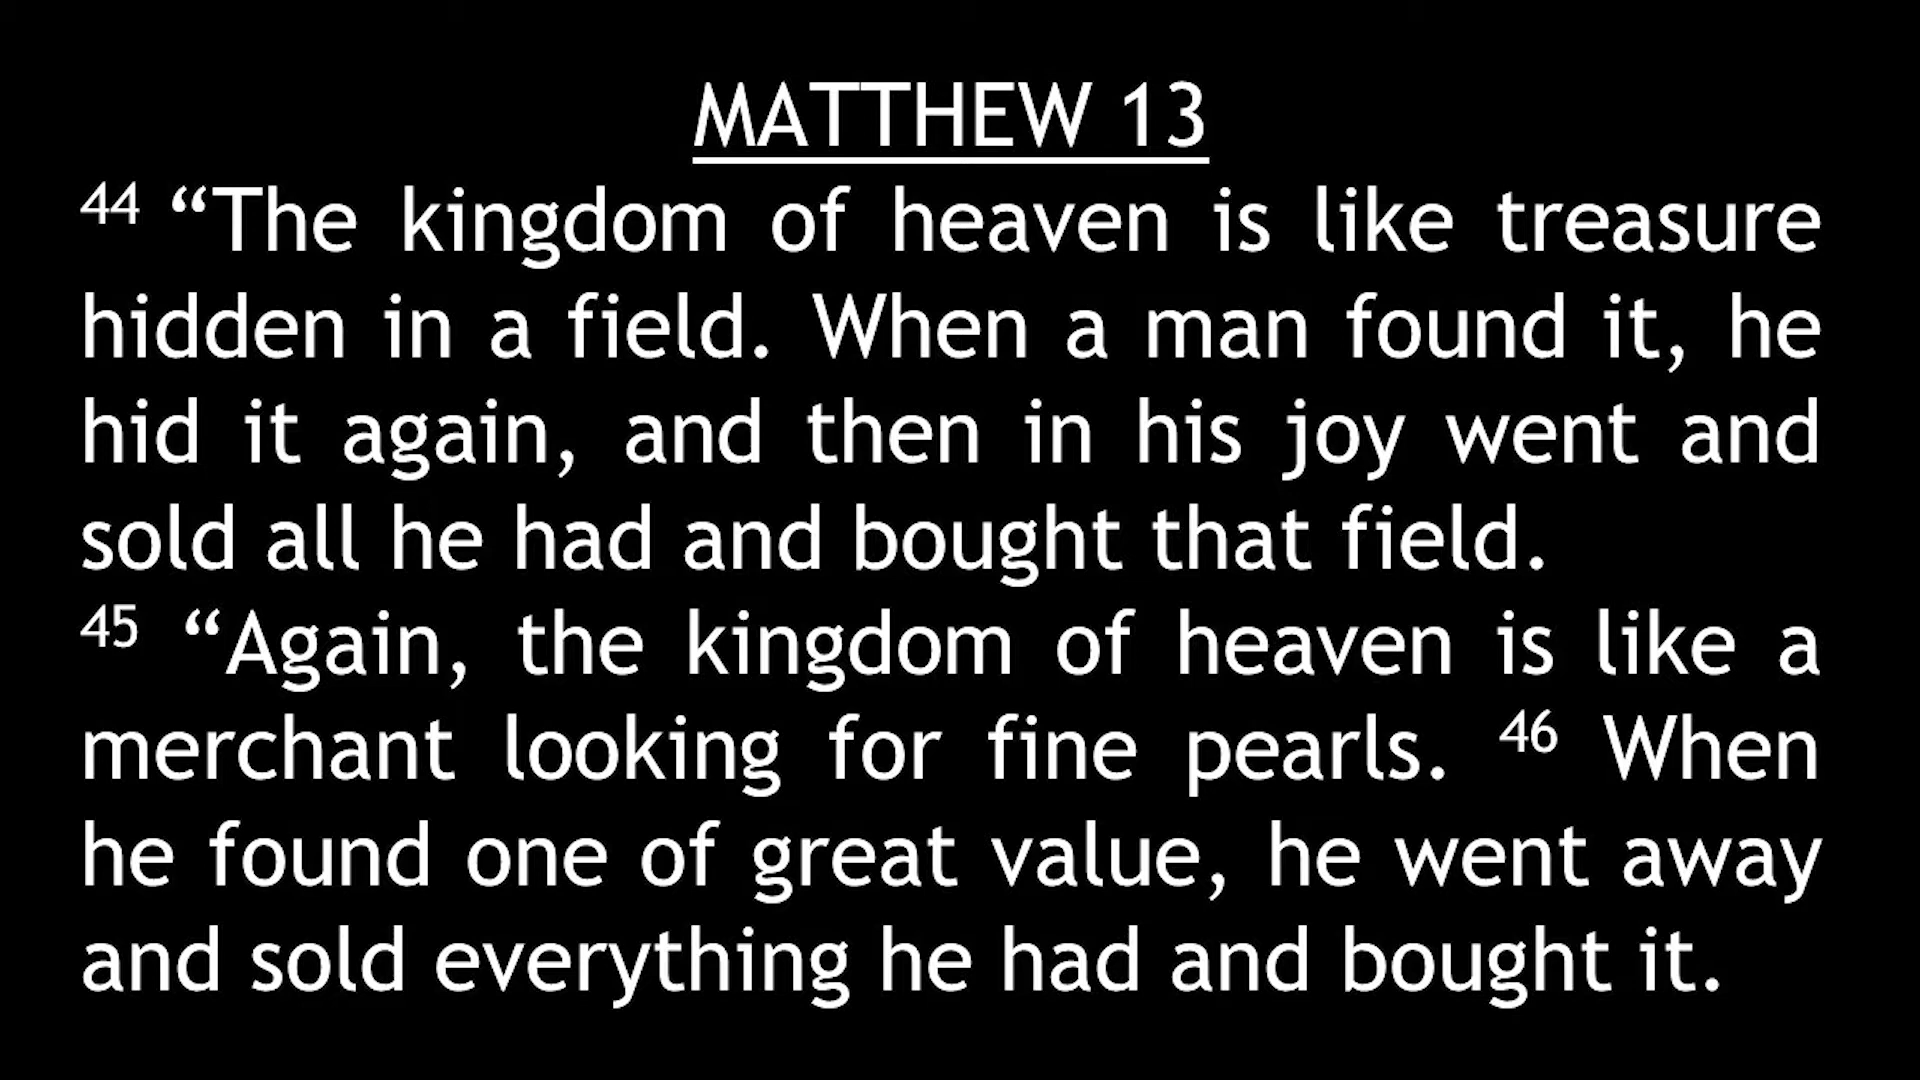 MATTHEW 13
44 “The kingdom of heaven is like treasure
hidden in a field. When a man found it, he
hid it again, and then in his joy went and
sold all he had and bought that field.
45 “Again, the kingdom of heaven is like a
merchant looking for fine pearls. 46 When
he found one of great value, he went away
and sold everything he had and bought it.